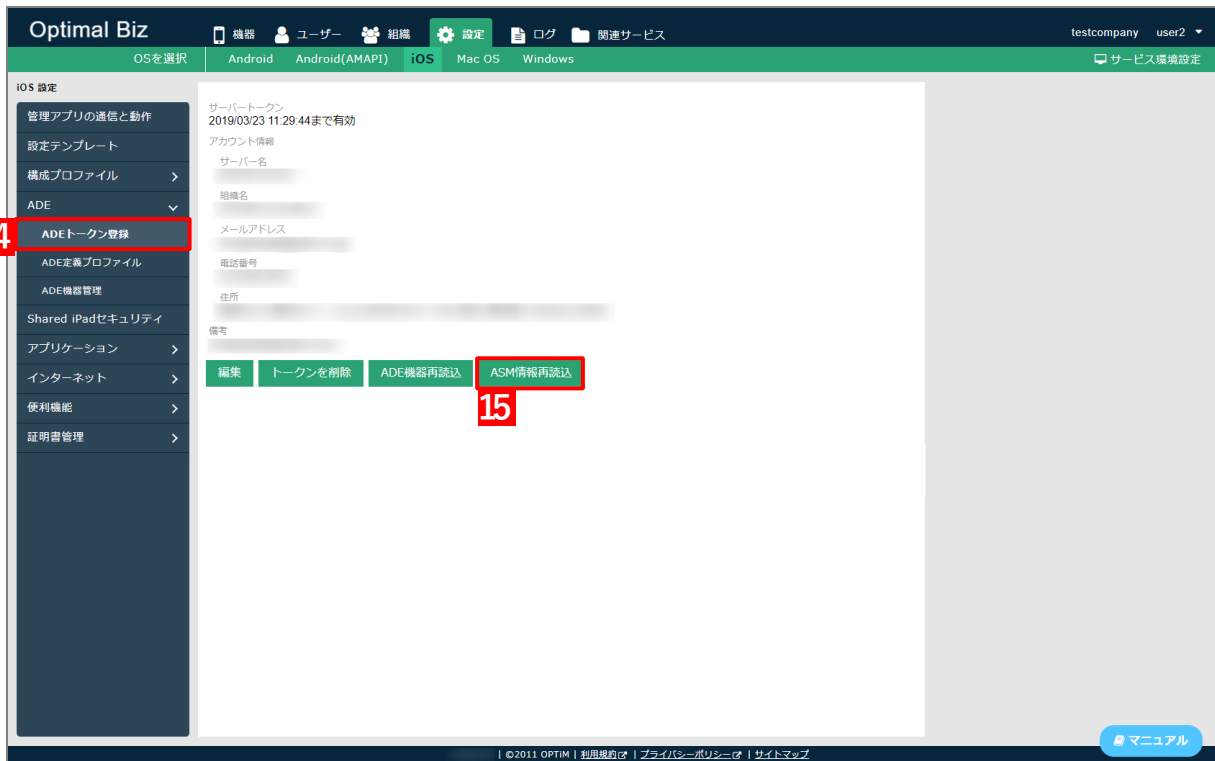 Optimal Biz
機器 ユーザー 組織 設定 ログ 関連サービス
testcompany user2
OSを選択 Android Android(AMAPI) iOS Mac OS Windows サービス環境設定
iOS 設定
管理アプリの通信と動作
設定テンプレート
構成プロファイル
ADE
4
ADEトークン登録
ADE定義プロファイル
ADE機器管理
Shared iPadセキュリティ
アプリケーション
インターネット
便利機能
証明書管理
サーバートークン
2019/03/23 11:29:44まで有効
アカウント情報
サーバー名
組織名
メールアドレス
電話番号
住所
備考
編集 トークンを削除 ADE機器再読込 ASM情報再読込
15
マニュアル
| ©2011 OPTiM | 利用規約 | プライバシーポリシー | サイトマップ